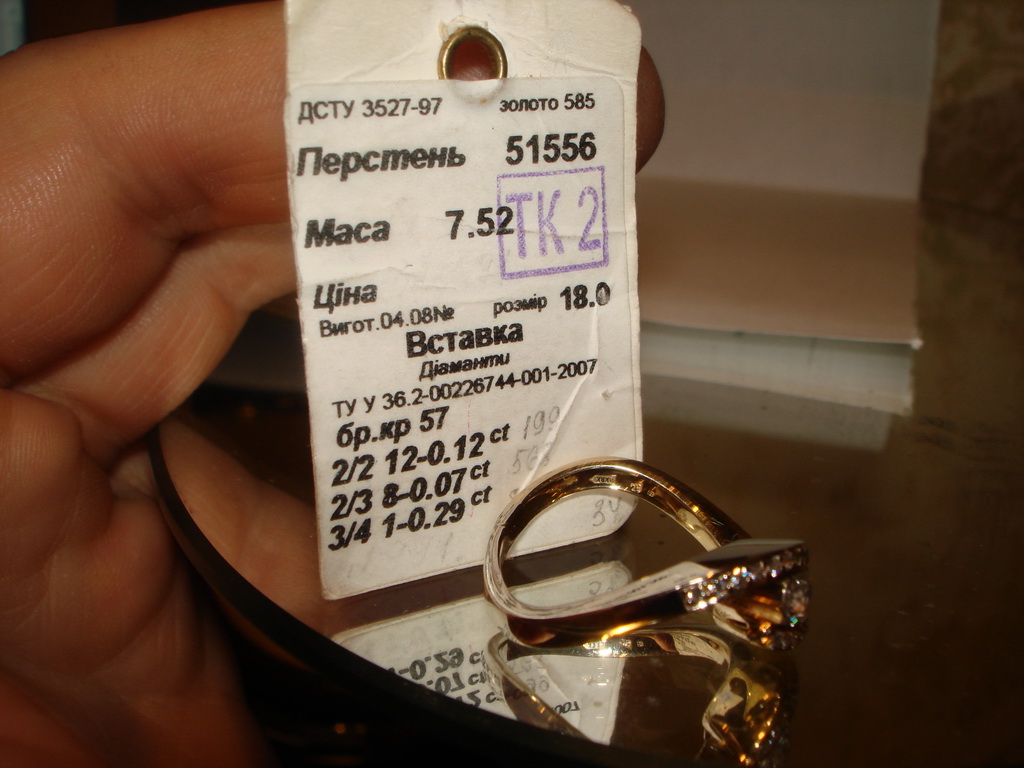 ДСТУ 3527-97 золото 585
Перстень 51556
Маса 7.52 ТК 2
Ціна
Вигот.04.08№ розмір 18.0
Вставка
Діаманти
ТУ У 36.2-00226744-001-2007
бр.кр 57
2/2 12-0.12 ct
2/3 8-0.07 ct
3/4 1-0.29 ct